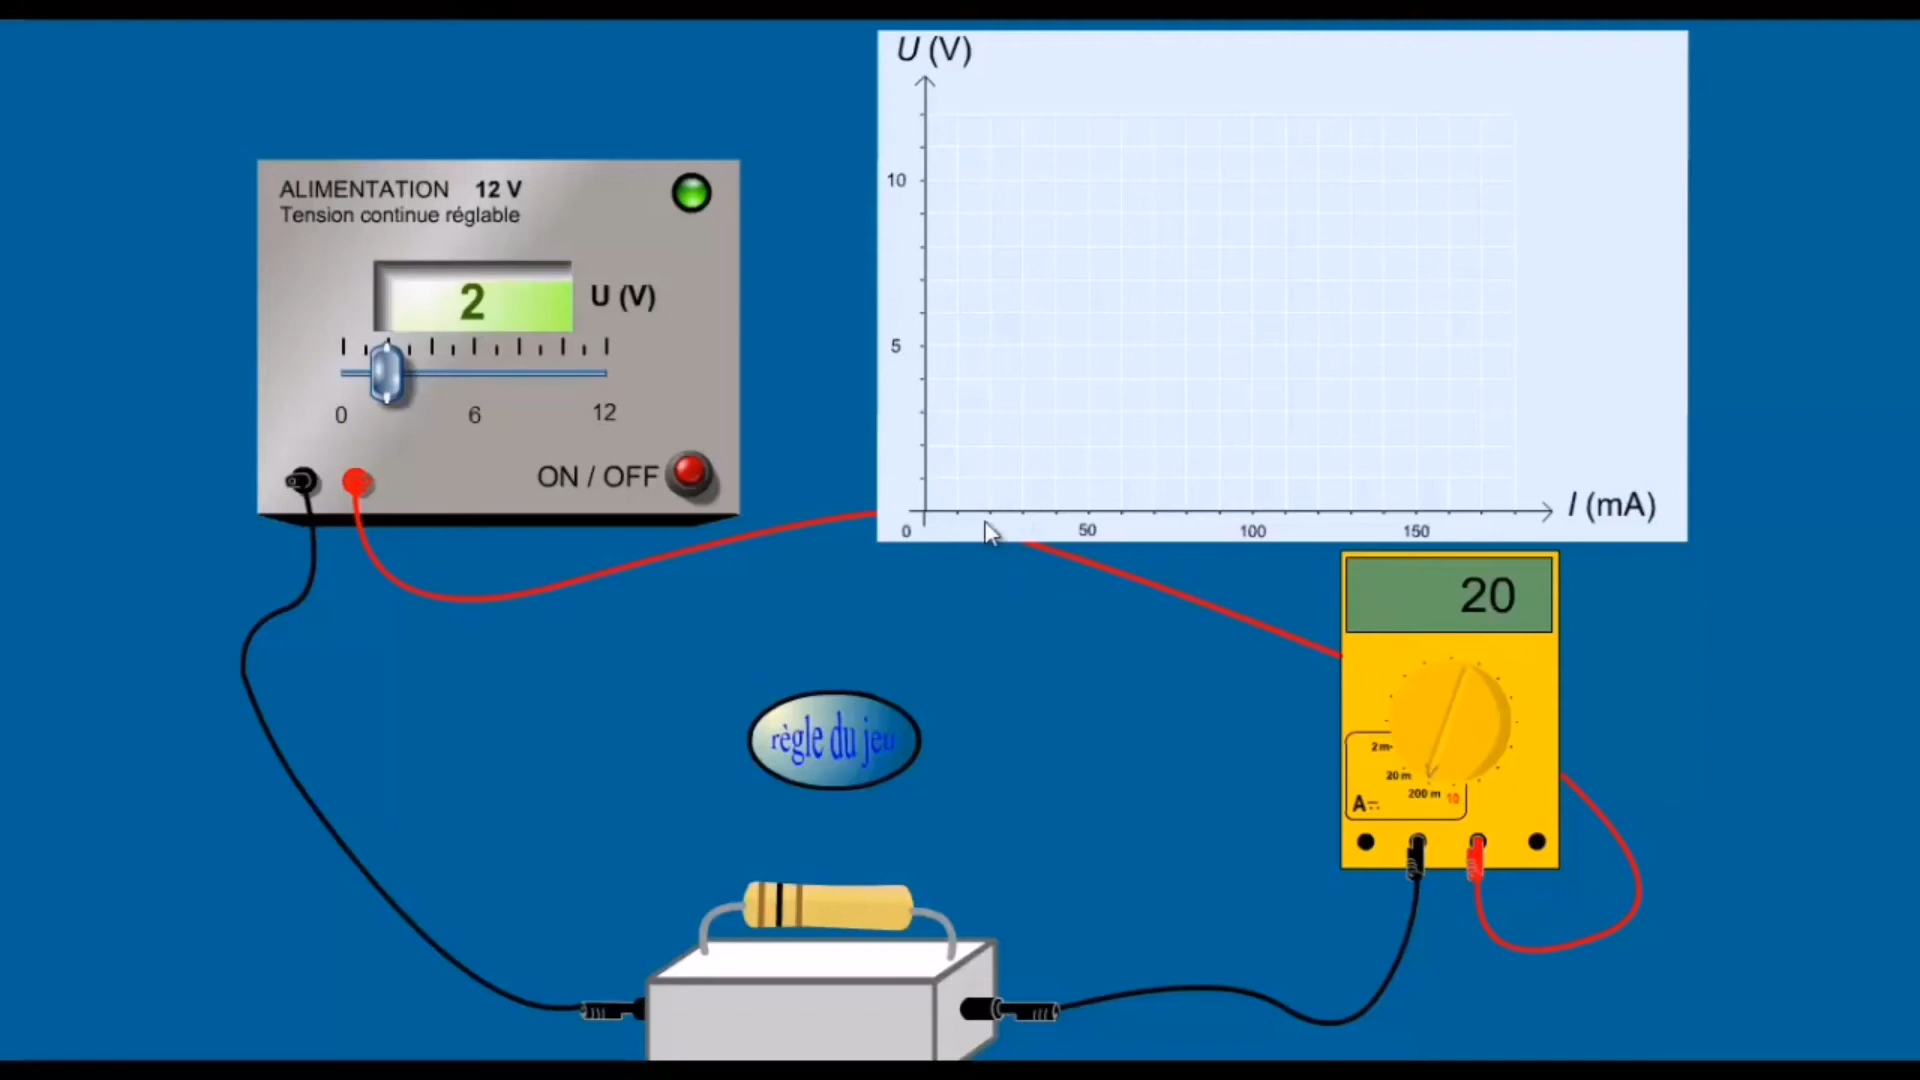 U (V)
10
5
0
50
100
150
I (mA)
ALIMENTATION 12 V
Tension continue réglable
2
U (V)
0
6
12
ON / OFF
20
2m
20 m
200 m
10
A
règle du jeu